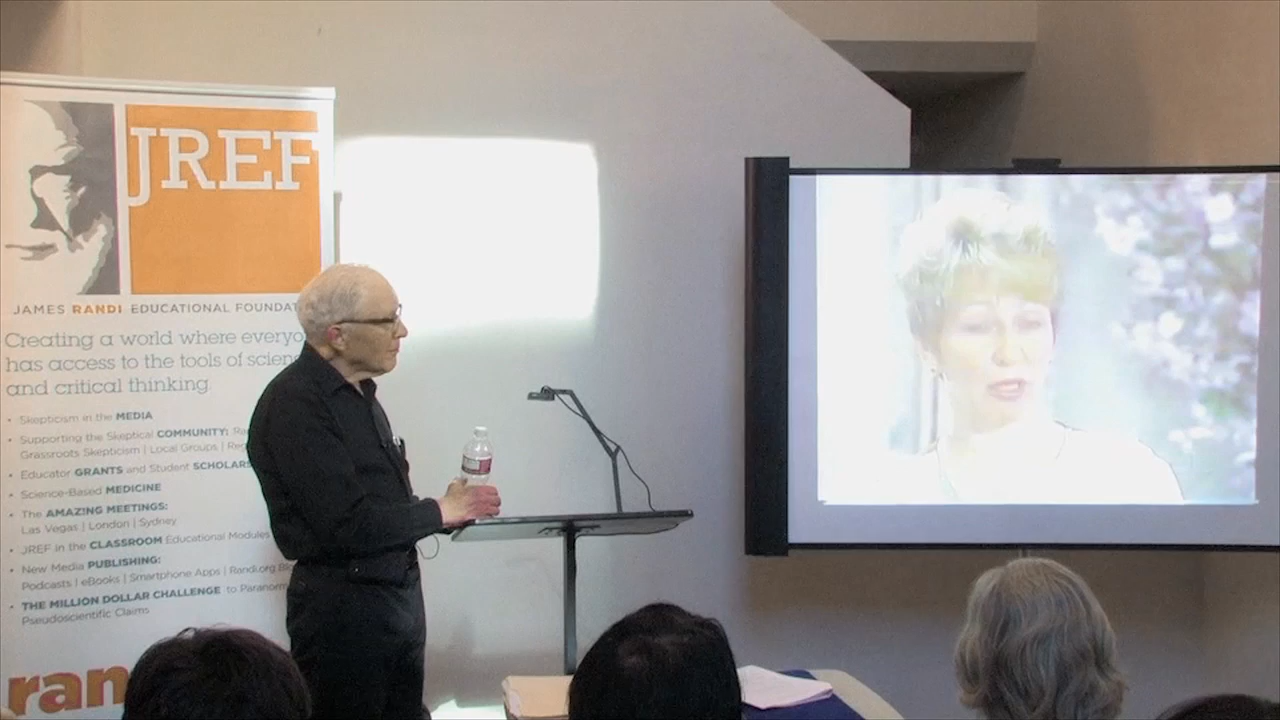 JREF
JAMES RANDI EDUCATIONAL FOUNDAT
Creating a world where everyo
has access to the tools of scien
and critical thinking.
• Skepticism in the MEDIA
• Supporting the Skeptical COMMUNITY:
Grassroots Skepticism | Local Groups | Reg
• Educator GRANTS and Student SCHOLARS
• Science-Based MEDICINE
• The AMAZING MEETINGS:
Las Vegas | London | Sydney
• JREF in the CLASSROOM Educational Modules
• New Media PUBLISHING:
Podcasts | eBooks | Smartphone Apps | Randi.org Bl
• THE MILLION DOLLAR CHALLENGE to Paranorm
Pseudoscientific Claims
ran